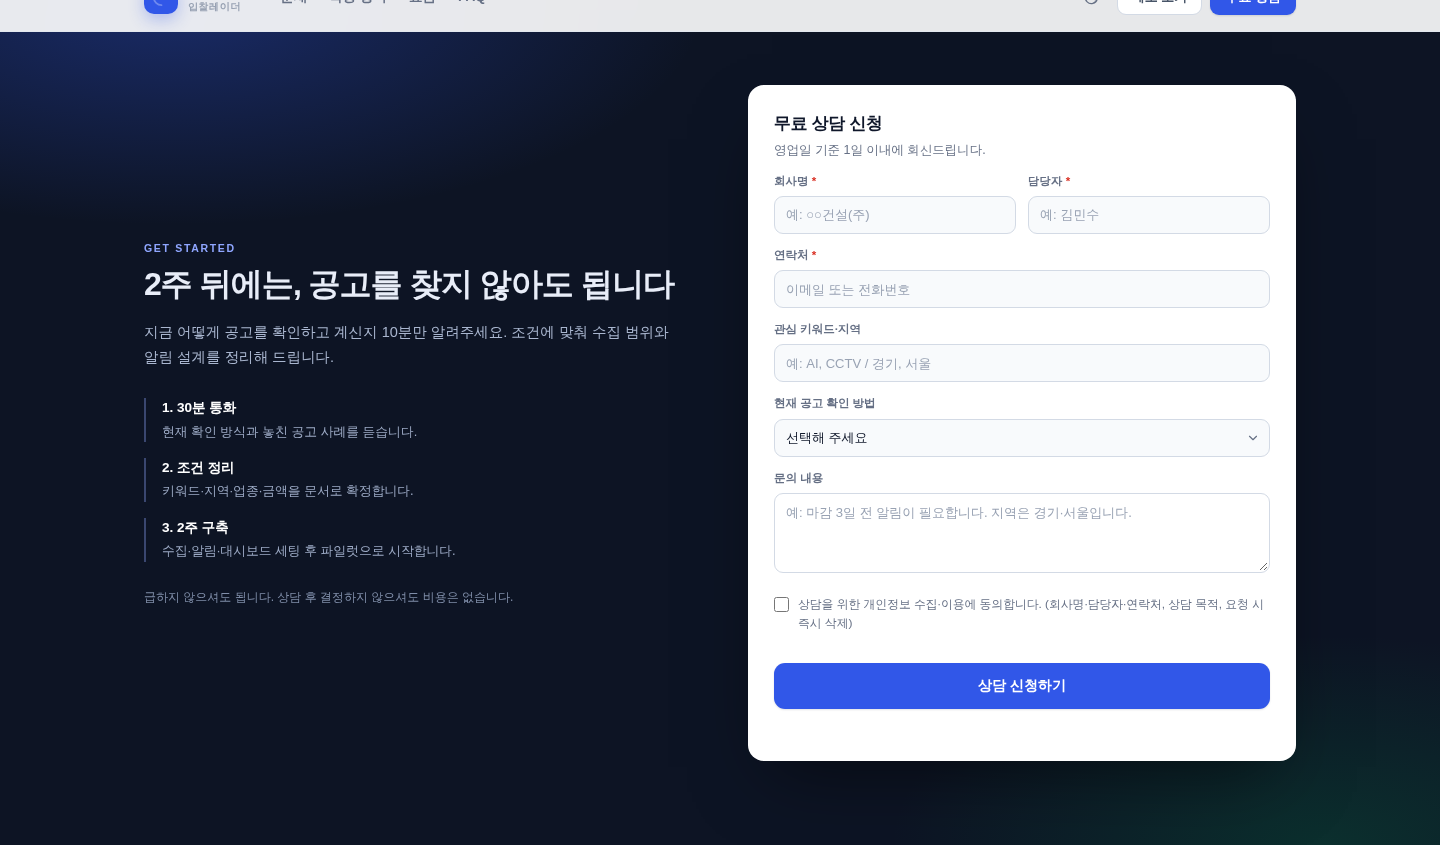 입찰레이더
GET STARTED
2주 뒤에는, 공고를 찾지 않아도 됩니다
지금 어떻게 공고를 확인하고 계신지 10분만 알려주세요. 조건에 맞춰 수집 범위와
알림 설계를 정리해 드립니다.
1. 30분 통화
현재 확인 방식과 놓친 공고 사례를 듣습니다.
2. 조건 정리
키워드·지역·업종·금액을 문서로 확정합니다.
3. 2주 구축
수집·알림·대시보드 세팅 후 파일럿으로 시작합니다.
급하지 않으셔도 됩니다. 상담 후 결정하지 않으셔도 비용은 없습니다.
무료 상담 신청
영업일 기준 1일 이내에 회신드립니다.
회사명 * 담당자 *
예: ○○건설(주) 예: 김민수
연락처 *
이메일 또는 전화번호
관심 키워드·지역
예: AI, CCTV / 경기, 서울
현재 공고 확인 방법
선택해 주세요
문의 내용
예: 마감 3일 전 알림이 필요합니다. 지역은 경기·서울입니다.
상담을 위한 개인정보 수집·이용에 동의합니다. (회사명·담당자·연락처, 상담 목적, 요청 시
즉시 삭제)
상담 신청하기